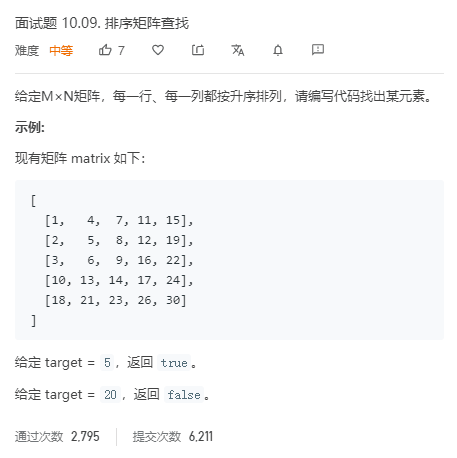 面试题 10.09. 排序矩阵查找
难度 中等 7
给定M×N矩阵，每一行、每一列都按升序排列，请编写代码找出某元素。
示例:
现有矩阵 matrix 如下：
[
[1, 4, 7, 11, 15],
[2, 5, 8, 12, 19],
[3, 6, 9, 16, 22],
[10, 13, 14, 17, 24],
[18, 21, 23, 26, 30]
]
给定 target = 5，返回 true。
给定 target = 20，返回 false。
通过次数 2,795 提交次数 6,211